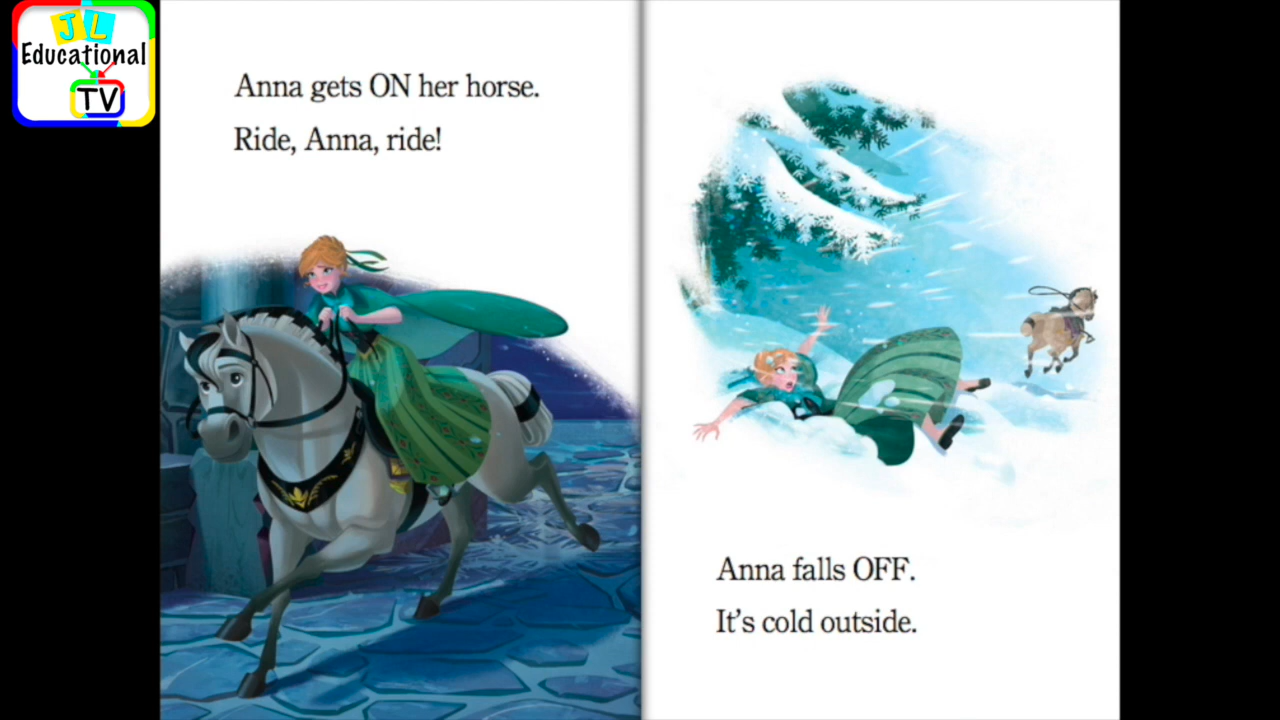 JL
Educational
TV
Anna gets ON her horse.
Ride, Anna, ride!
Anna falls OFF.
It's cold outside.